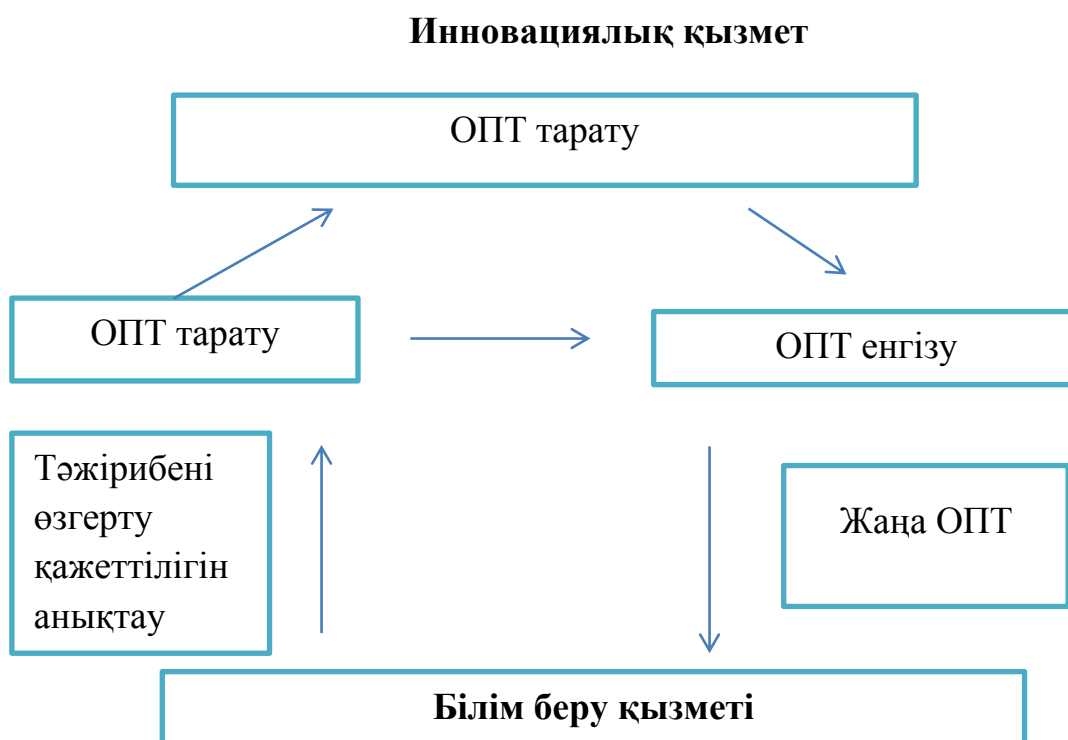 Инновациялық қызмет
ОПТ тарату
ОПТ тарату
ОПТ енгізу
Тәжірибені
өзгерту
қажеттілігін
анықтау
Жаңа ОПТ
Білім беру қызметі